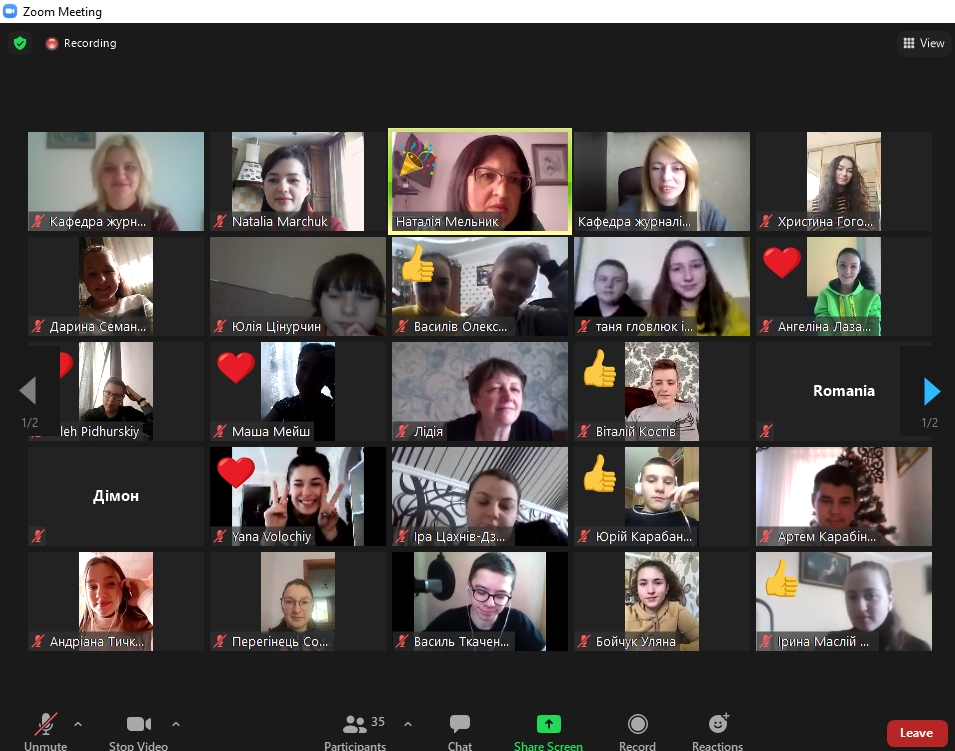 Zoom Meeting
Recording
View
Кафедра журн...
Natalia Marchuk
Наталія Мельник
Кафедра журналі...
Христина Гого...
Дарина Семан...
Юлія Цінурчин
Василів Олекс...
таня гловлюк і...
Ангеліна Лаза...
1/2
leh Pidhurskiy
Маша Мейш
Лідія
Віталій Костів
Romania
1/2
Дімон
Yana Volochiy
Іра Цахнів-Дз...
Юрій Карабан...
Артем Карабін...
Андріана Тичк...
Перегінець Со...
Василь Ткачен...
Бойчук Уляна
Ірина Маслій ...
35
Unmute
Stop Video
Participants
Chat
Share Screen
Record
Reactions
Leave